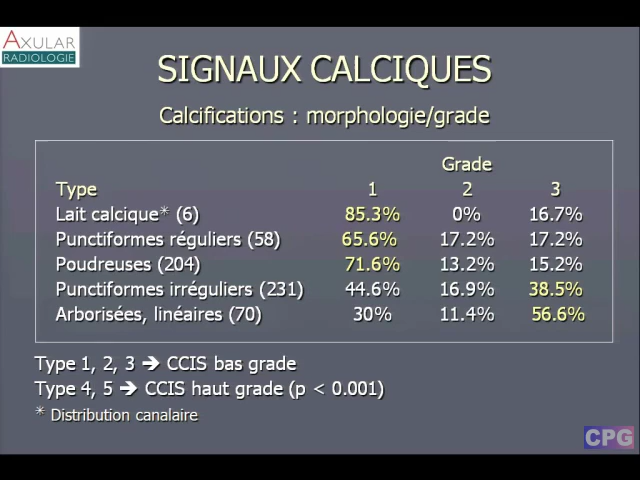 AXULAR
RADIOLOGIE
SIGNAUX CALCIQUES
Calcifications : morphologie/grade
Grade
Type 1 2 3
Lait calcique* (6) 85.3% 0% 16.7%
Punctiformes réguliers (58) 65.6% 17.2% 17.2%
Poudreuses (204) 71.6% 13.2% 15.2%
Punctiformes irréguliers (231) 44.6% 16.9% 38.5%
Arborisées, linéaires (70) 30% 11.4% 56.6%
Type 1, 2, 3 ➔ CCIS bas grade
Type 4, 5 ➔ CCIS haut grade (p < 0.001)
* Distribution canalaire
CPG